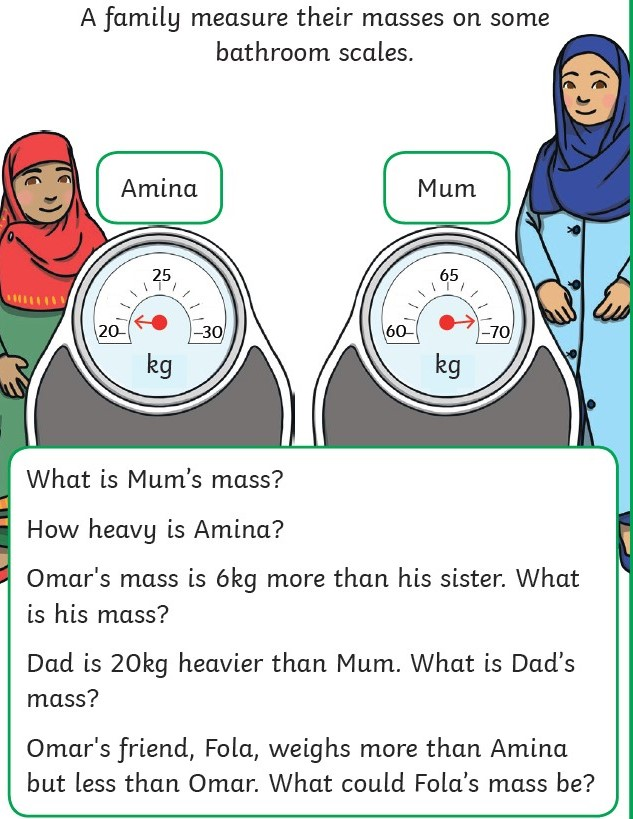 A family measure their masses on some
bathroom scales.
Amina
Mum
25
20
30
kg
65
60
70
kg
What is Mum’s mass?
How heavy is Amina?
Omar's mass is 6kg more than his sister. What
is his mass?
Dad is 20kg heavier than Mum. What is Dad’s
mass?
Omar's friend, Fola, weighs more than Amina
but less than Omar. What could Fola’s mass be?